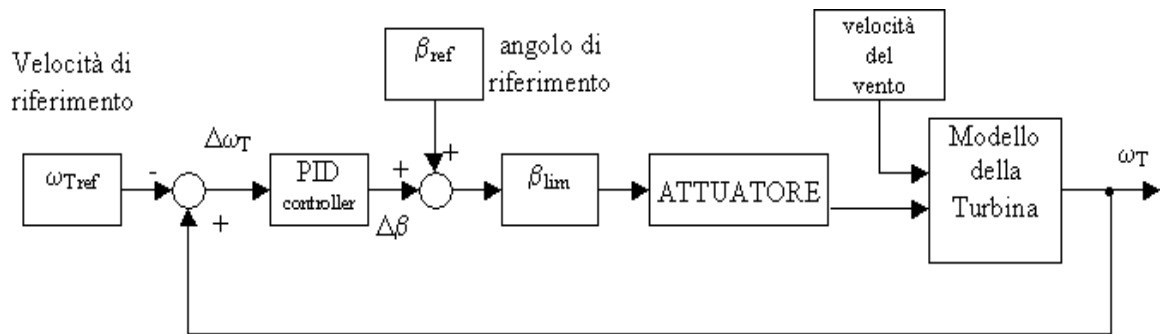 Velocità di
riferimento
ω_Tref
-
+
Δω_T
PID
controller
+
Δβ
β_ref
angolo di
riferimento
+
β_lim
ATTUATORE
velocità
del
vento
Modello
della
Turbina
ω_T